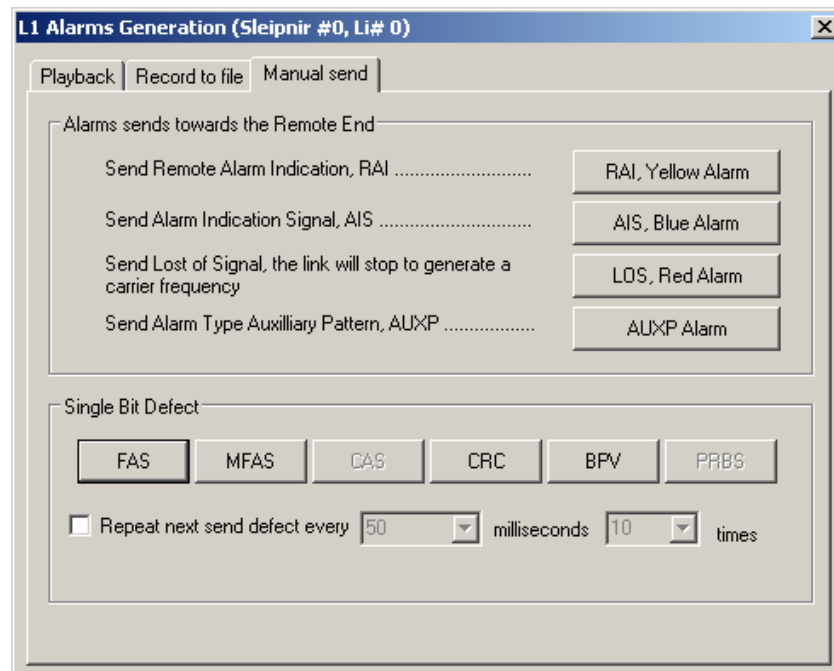 L1 Alarms Generation (Sleipnir #0, Li# 0)
Playback
Record to file
Manual send
Alarms sends towards the Remote End
Send Remote Alarm Indication, RAI ...........................
RAI, Yellow Alarm
Send Alarm Indication Signal, AIS ..............................
AIS, Blue Alarm
Send Lost of Signal, the link will stop to generate a
carrier frequency
LOS, Red Alarm
Send Alarm Type Auxilliary Pattern, AUXP ..................
AUXP Alarm
Single Bit Defect
FAS
MFAS
CAS
CRC
BPV
PRBS
Repeat next send defect every 50 milliseconds 10 times